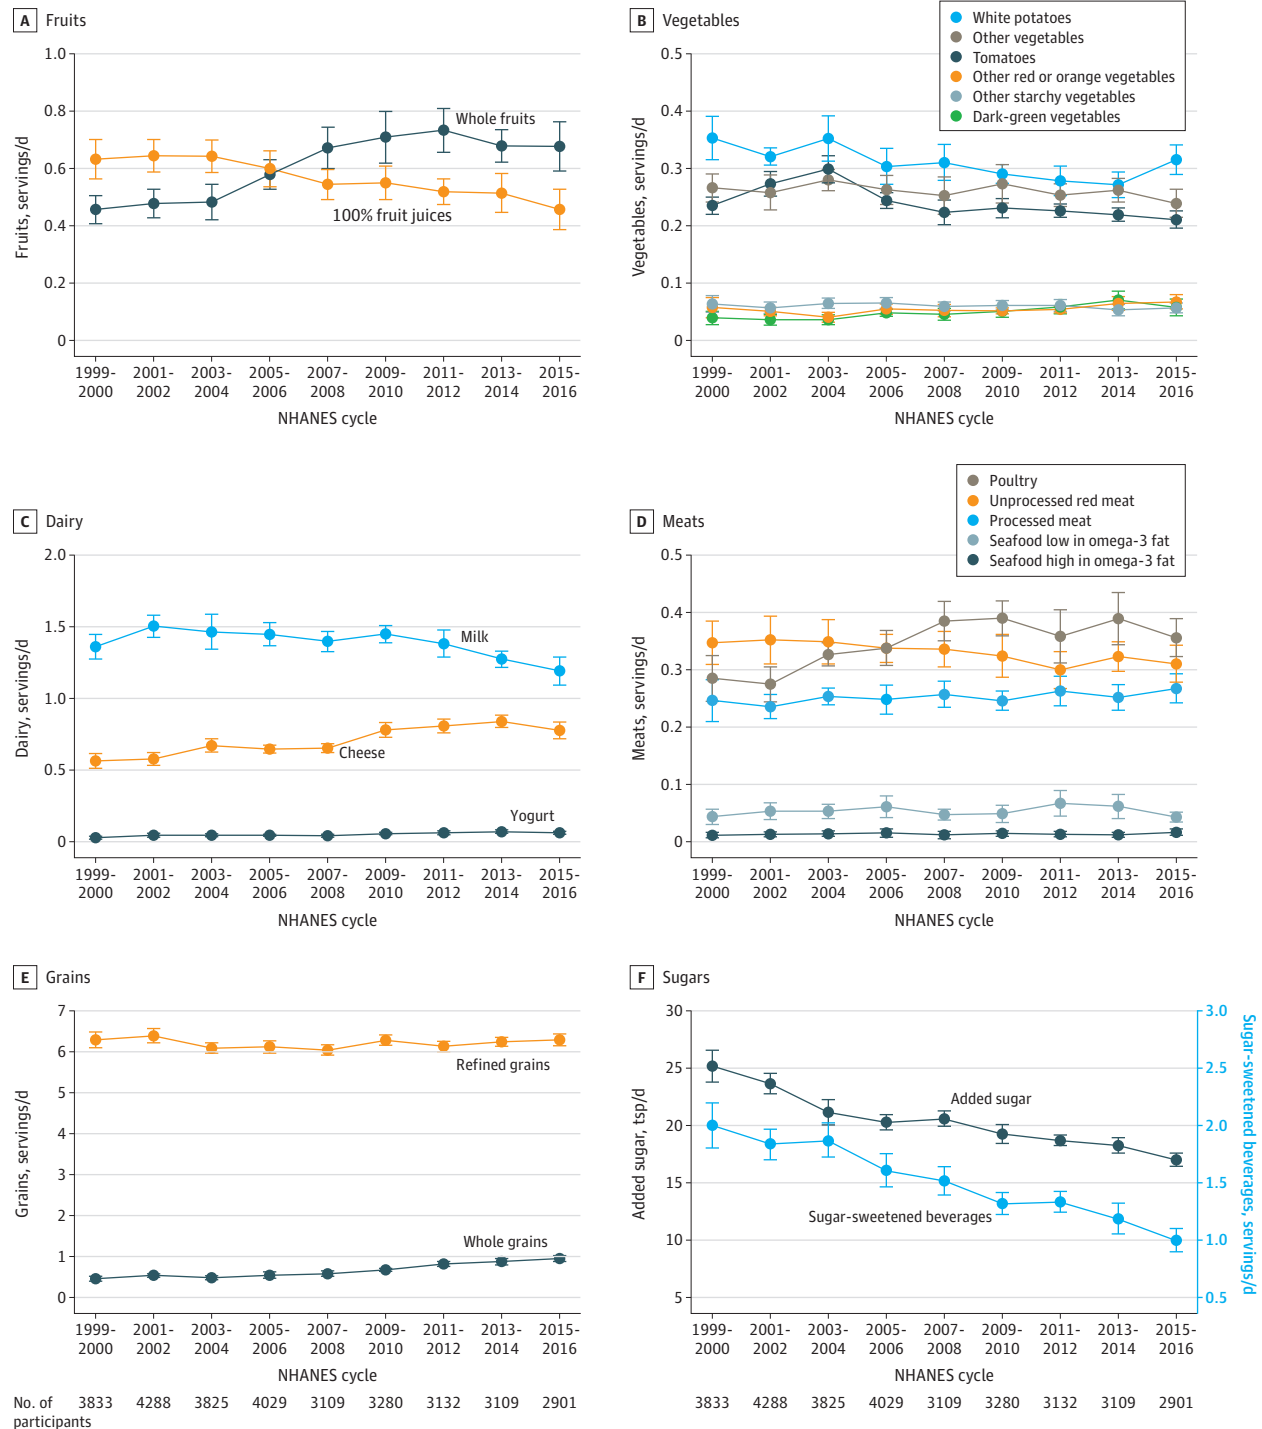 A Fruits
1.0
0.8
0.6
0.4
0.2
0
Fruits, servings/d
Whole fruits
100% fruit juices
1999-2000 2001-2002 2003-2004 2005-2006 2007-2008 2009-2010 2011-2012 2013-2014 2015-2016
NHANES cycle
B Vegetables
White potatoes
Other vegetables
Tomatoes
Other red or orange vegetables
Other starchy vegetables
Dark-green vegetables
0.5
0.4
0.3
0.2
0.1
0
Vegetables, servings/d
1999-2000 2001-2002 2003-2004 2005-2006 2007-2008 2009-2010 2011-2012 2013-2014 2015-2016
NHANES cycle
C Dairy
2.0
1.5
1.0
0.5
0
Dairy, servings/d
Milk
Cheese
Yogurt
1999-2000 2001-2002 2003-2004 2005-2006 2007-2008 2009-2010 2011-2012 2013-2014 2015-2016
NHANES cycle
D Meats
Poultry
Unprocessed red meat
Processed meat
Seafood low in omega-3 fat
Seafood high in omega-3 fat
0.5
0.4
0.3
0.2
0.1
0
Meats, servings/d
1999-2000 2001-2002 2003-2004 2005-2006 2007-2008 2009-2010 2011-2012 2013-2014 2015-2016
NHANES cycle
E Grains
7
6
5
4
3
2
1
0
Grains, servings/d
Refined grains
Whole grains
1999-2000 2001-2002 2003-2004 2005-2006 2007-2008 2009-2010 2011-2012 2013-2014 2015-2016
NHANES cycle
No. of participants 3833 4288 3825 4029 3109 3280 3132 3109 2901
F Sugars
30
25
20
15
10
5
Added sugar, tsp/d
Added sugar
Sugar-sweetened beverages
3.0
2.5
2.0
1.5
1.0
0.5
Sugar-sweetened beverages, servings/d
1999-2000 2001-2002 2003-2004 2005-2006 2007-2008 2009-2010 2011-2012 2013-2014 2015-2016
NHANES cycle
3833 4288 3825 4029 3109 3280 3132 3109 2901